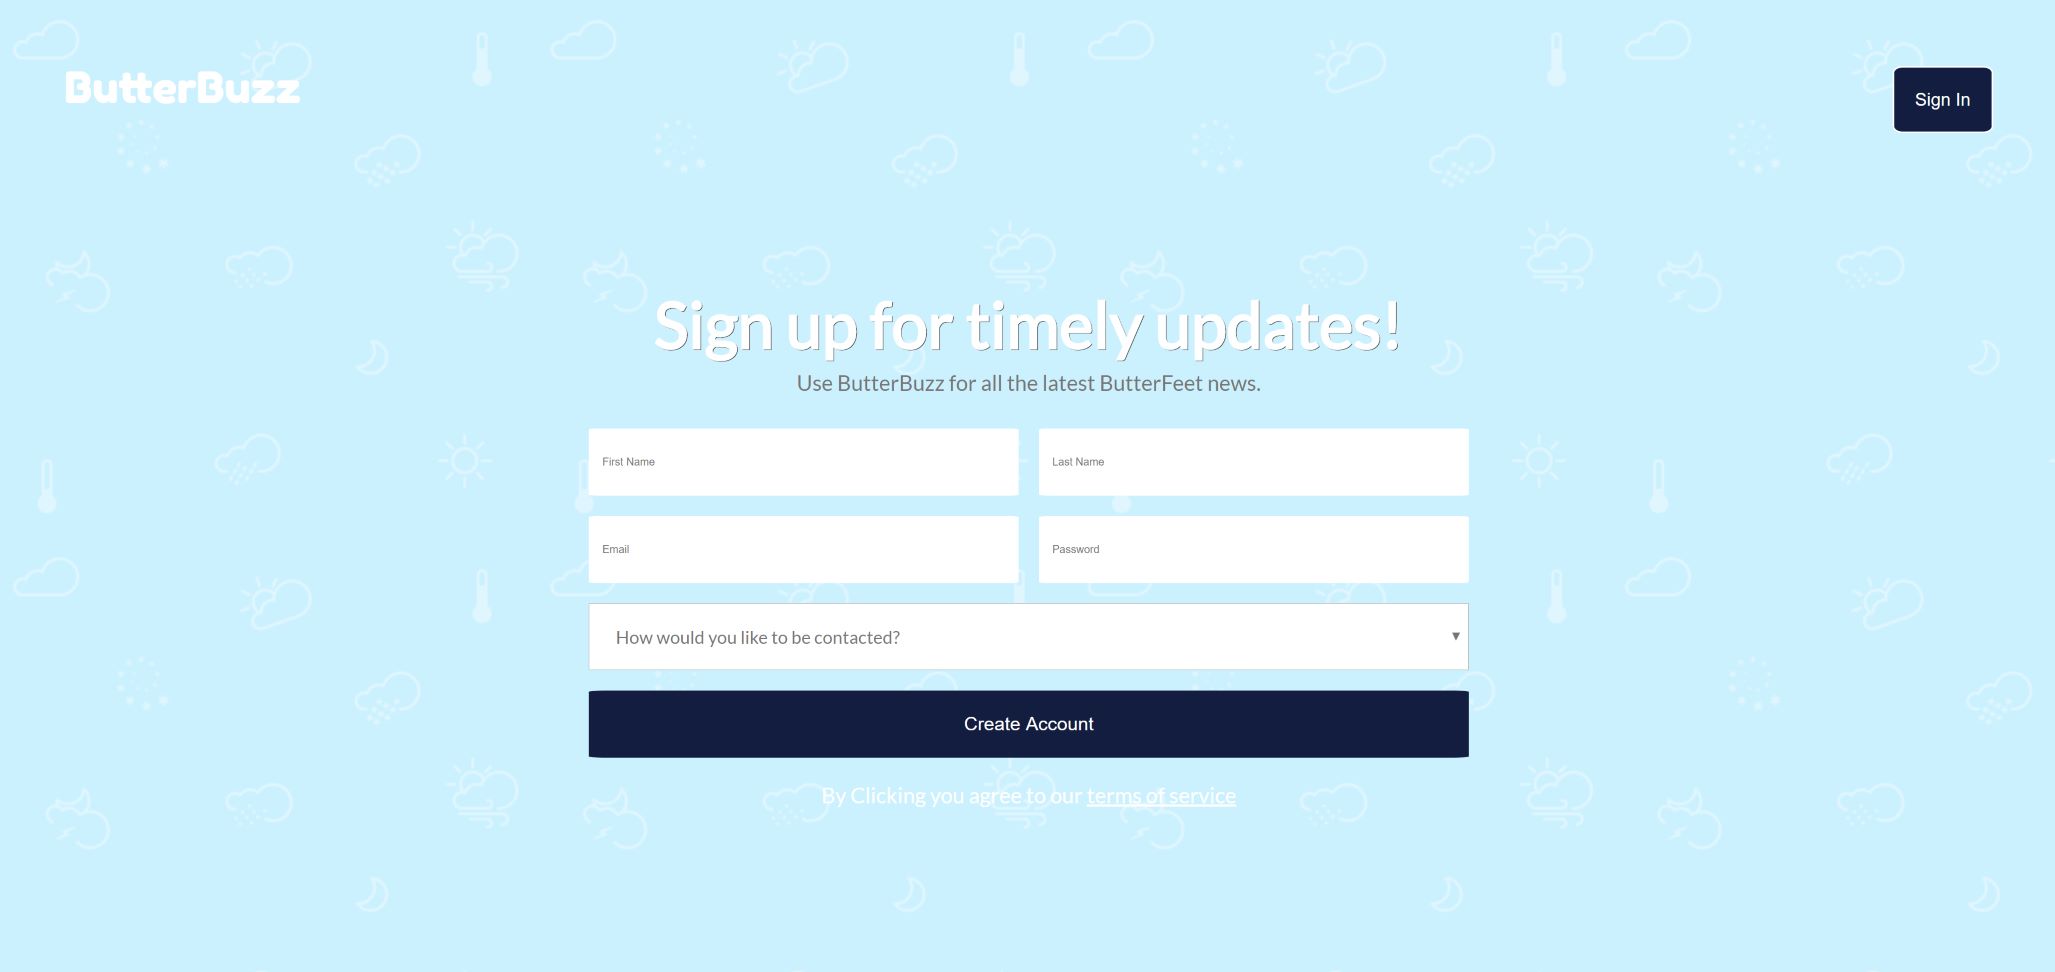 ButterBuzz
Sign In
Sign up for timely updates!
Use ButterBuzz for all the latest ButterFeet news.
First Name
Last Name
Email
Password
How would you like to be contacted?
Create Account
By Clicking you agree to our terms of service